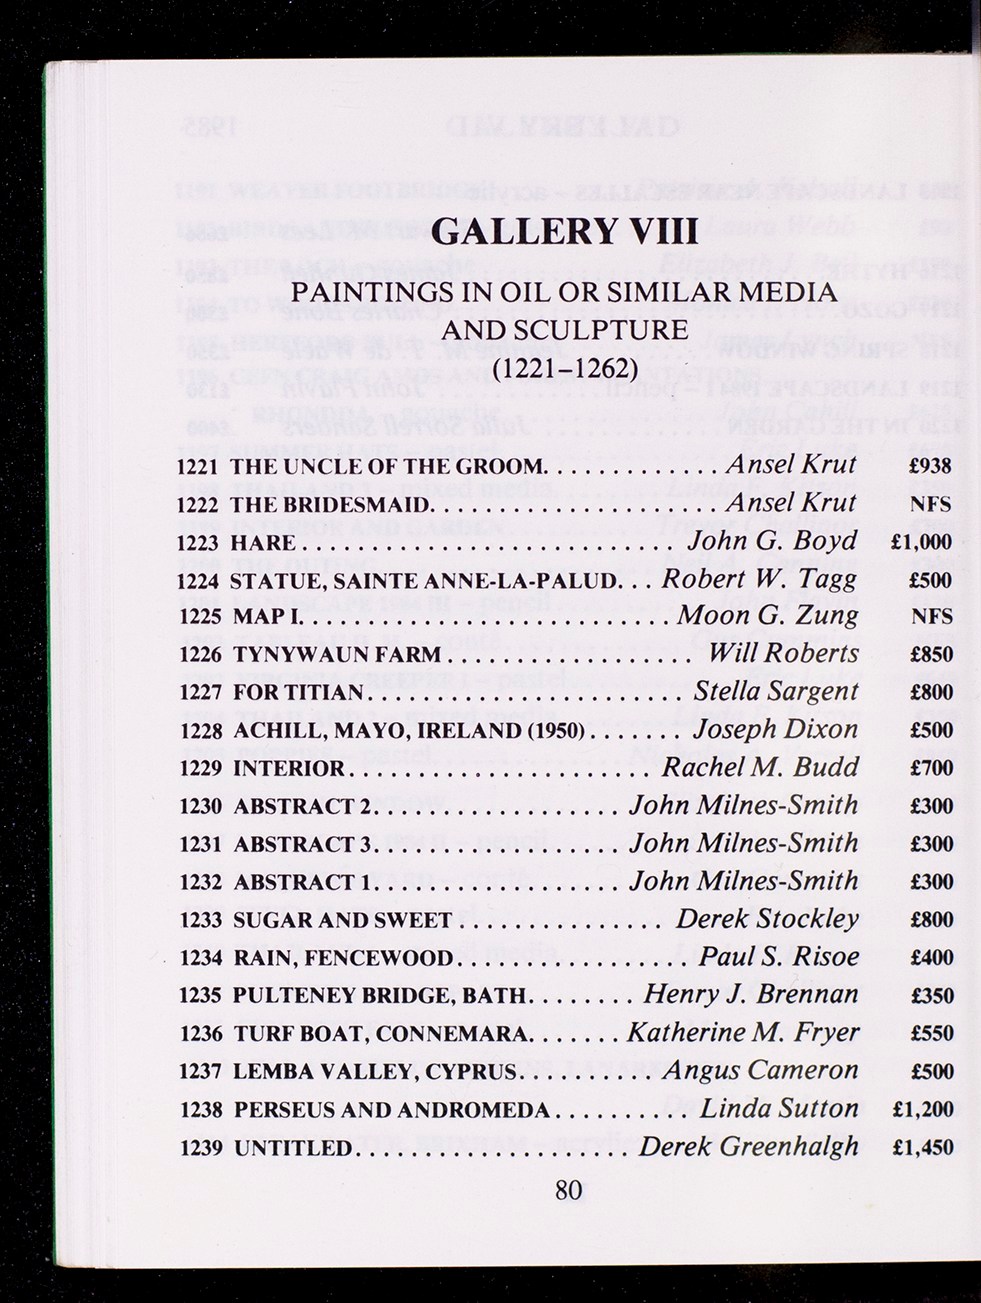 GALLERY VIII
PAINTINGS IN OIL OR SIMILAR MEDIA
AND SCULPTURE
(1221–1262)
1221 THE UNCLE OF THE GROOM. . . . . . . . . . . . . Ansel Krut £938
1222 THE BRIDESMAID. . . . . . . . . . . . . . . . . . . . . Ansel Krut NFS
1223 HARE . . . . . . . . . . . . . . . . . . . . . . . . . . . . John G. Boyd £1,000
1224 STATUE, SAINTE ANNE-LA-PALUD. . . Robert W. Tagg £500
1225 MAP I. . . . . . . . . . . . . . . . . . . . . . . . . . . Moon G. Zung NFS
1226 TYNYWAUN FARM . . . . . . . . . . . . . . . . . . Will Roberts £850
1227 FOR TITIAN . . . . . . . . . . . . . . . . . . . . . . . Stella Sargent £800
1228 ACHILL, MAYO, IRELAND (1950) . . . . . . . Joseph Dixon £500
1229 INTERIOR. . . . . . . . . . . . . . . . . . . . . . Rachel M. Budd £700
1230 ABSTRACT 2. . . . . . . . . . . . . . . . . . John Milnes-Smith £300
1231 ABSTRACT 3. . . . . . . . . . . . . . . . . . John Milnes-Smith £300
1232 ABSTRACT 1. . . . . . . . . . . . . . . . . . John Milnes-Smith £300
1233 SUGAR AND SWEET . . . . . . . . . . . . . . . Derek Stockley £800
1234 RAIN, FENCEWOOD. . . . . . . . . . . . . . . . . Paul S. Risoe £400
1235 PULTENEY BRIDGE, BATH. . . . . . . . Henry J. Brennan £350
1236 TURF BOAT, CONNEMARA. . . . . . . Katherine M. Fryer £550
1237 LEMBA VALLEY, CYPRUS. . . . . . . . . . Angus Cameron £500
1238 PERSEUS AND ANDROMEDA . . . . . . . . . . Linda Sutton £1,200
1239 UNTITLED. . . . . . . . . . . . . . . . . . . . Derek Greenhalgh £1,450
80